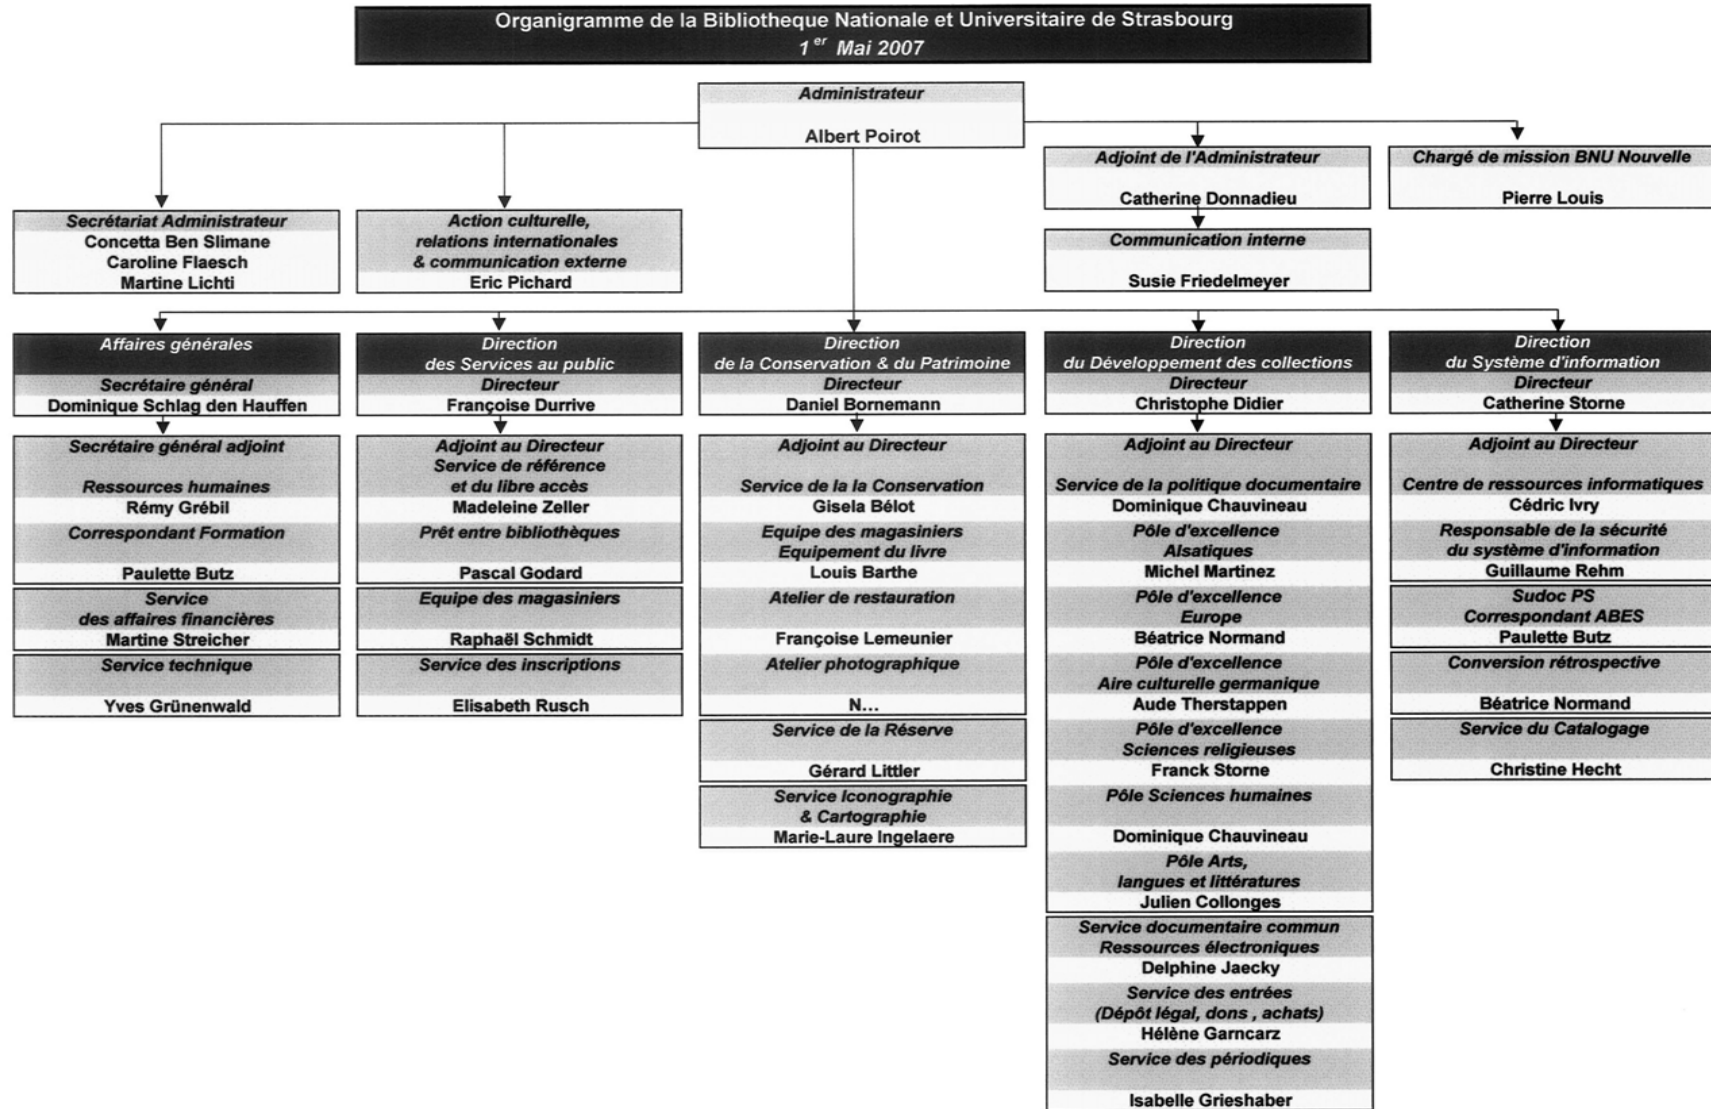 Organigramme de la Bibliotheque Nationale et Universitaire de Strasbourg
1er Mai 2007
Administrateur
Albert Poirot
Adjoint de l'Administrateur
Catherine Donnadieu
Chargé de mission BNU Nouvelle
Pierre Louis
Secrétariat Administrateur
Concetta Ben Slimane
Caroline Flaesch
Martine Lichti
Action culturelle,
relations internationales
& communication externe
Eric Pichard
Communication interne
Susie Friedelmeyer
Affaires générales
Secrétaire général
Dominique Schlag den Hauffen
Secrétaire général adjoint
Ressources humaines
Rémy Grébil
Correspondant Formation
Paulette Butz
Service
des affaires financières
Martine Streicher
Service technique
Yves Grünenwald
Direction
des Services au public
Directeur
Françoise Durrive
Adjoint au Directeur
Service de référence
et du libre accès
Madeleine Zeller
Prêt entre bibliothèques
Pascal Godard
Equipe des magasiniers
Raphaël Schmidt
Service des inscriptions
Elisabeth Rusch
Direction
de la Conservation & du Patrimoine
Directeur
Daniel Bornemann
Adjoint au Directeur
Service de la la Conservation
Gisela Bélot
Equipe des magasiniers
Equipement du livre
Louis Barthe
Atelier de restauration
Françoise Lemeunier
Atelier photographique
N...
Service de la Réserve
Gérard Littler
Service Iconographie
& Cartographie
Marie-Laure Ingelaere
Direction
du Développement des collections
Directeur
Christophe Didier
Adjoint au Directeur
Service de la politique documentaire
Dominique Chauvineau
Pôle d'excellence
Alsatiques
Michel Martinez
Pôle d'excellence
Europe
Béatrice Normand
Pôle d'excellence
Aire culturelle germanique
Aude Therstappen
Pôle d'excellence
Sciences religieuses
Franck Storne
Pôle Sciences humaines
Dominique Chauvineau
Pôle Arts,
langues et littératures
Julien Collonges
Service documentaire commun
Ressources électroniques
Delphine Jaecky
Service des entrées
(Dépôt légal, dons , achats)
Hélène Garncarz
Service des périodiques
Isabelle Grieshaber
Direction
du Système d'information
Directeur
Catherine Storne
Adjoint au Directeur
Centre de ressources informatiques
Cédric Ivry
Responsable de la sécurité
du système d'information
Guillaume Rehm
Sudoc PS
Correspondant ABES
Paulette Butz
Conversion rétrospective
Béatrice Normand
Service du Catalogage
Christine Hecht